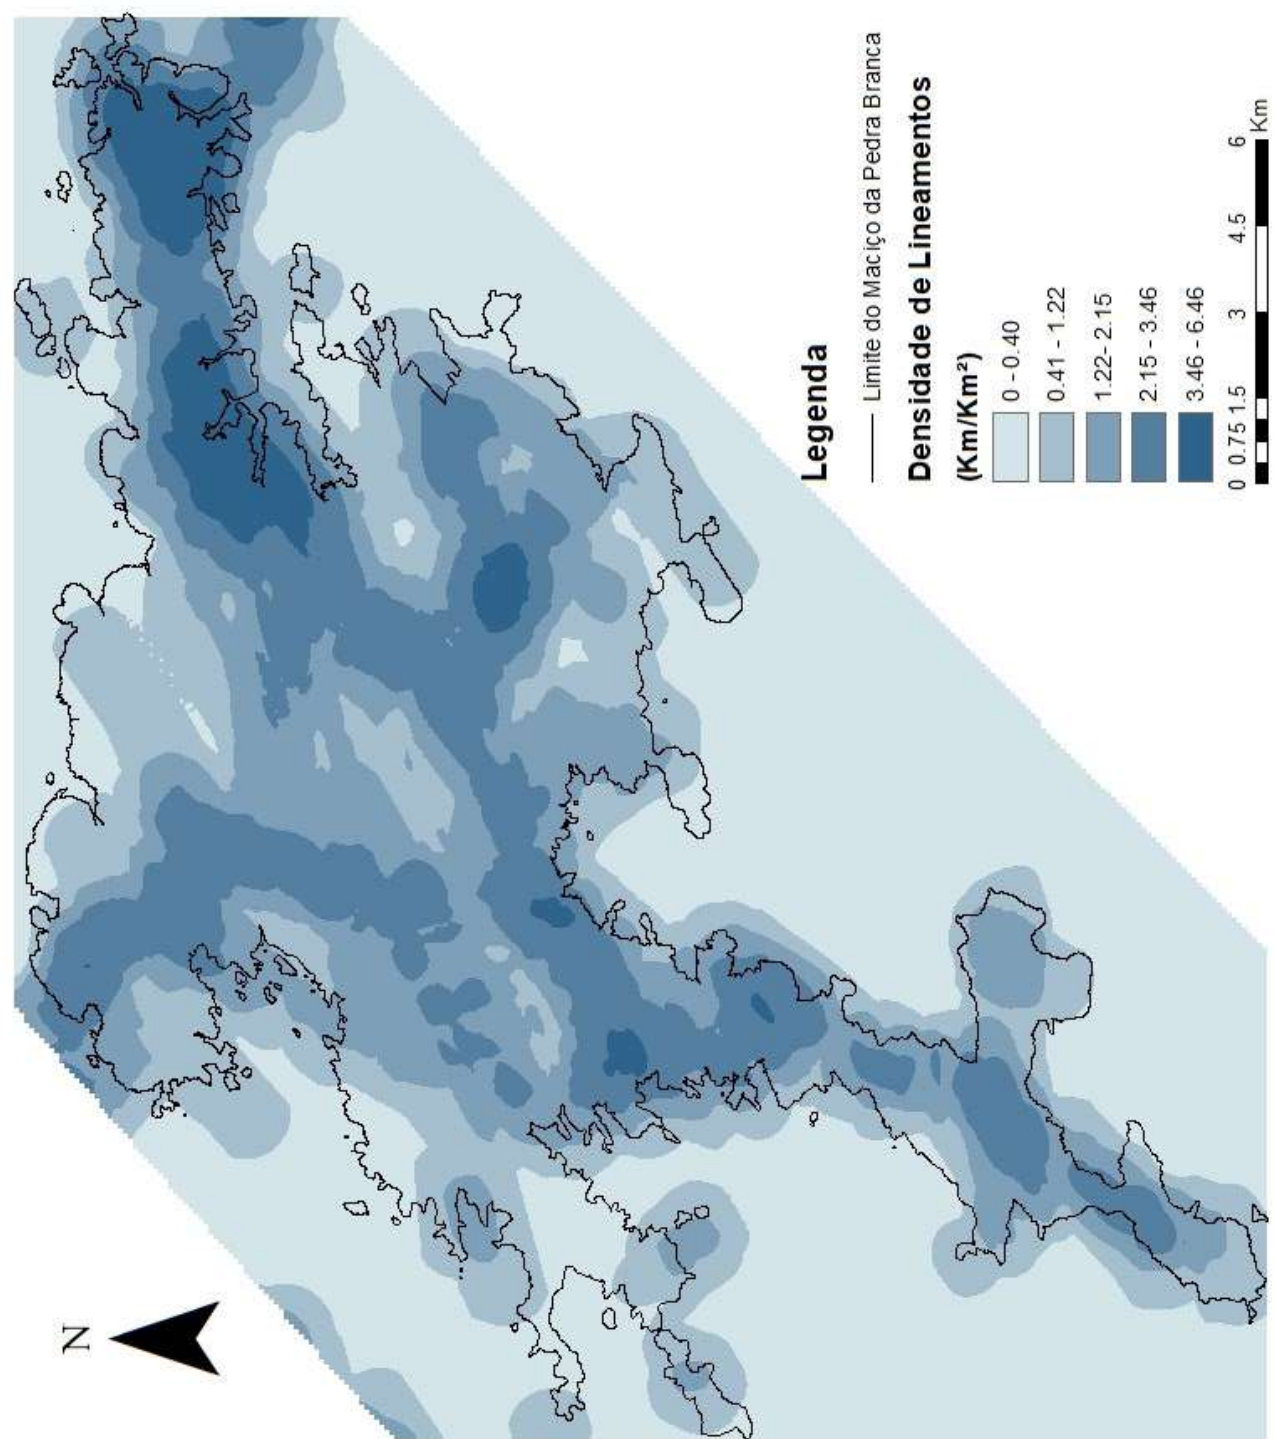 N
Legenda
Limite do Maciço da Pedra Branca
Densidade de Lineamentos
(Km/Km²)
0 - 0.40
0.41 - 1.22
1.22- 2.15
2.15 - 3.46
3.46 - 6.46
0 0.75 1.5 3 4.5 6
Km